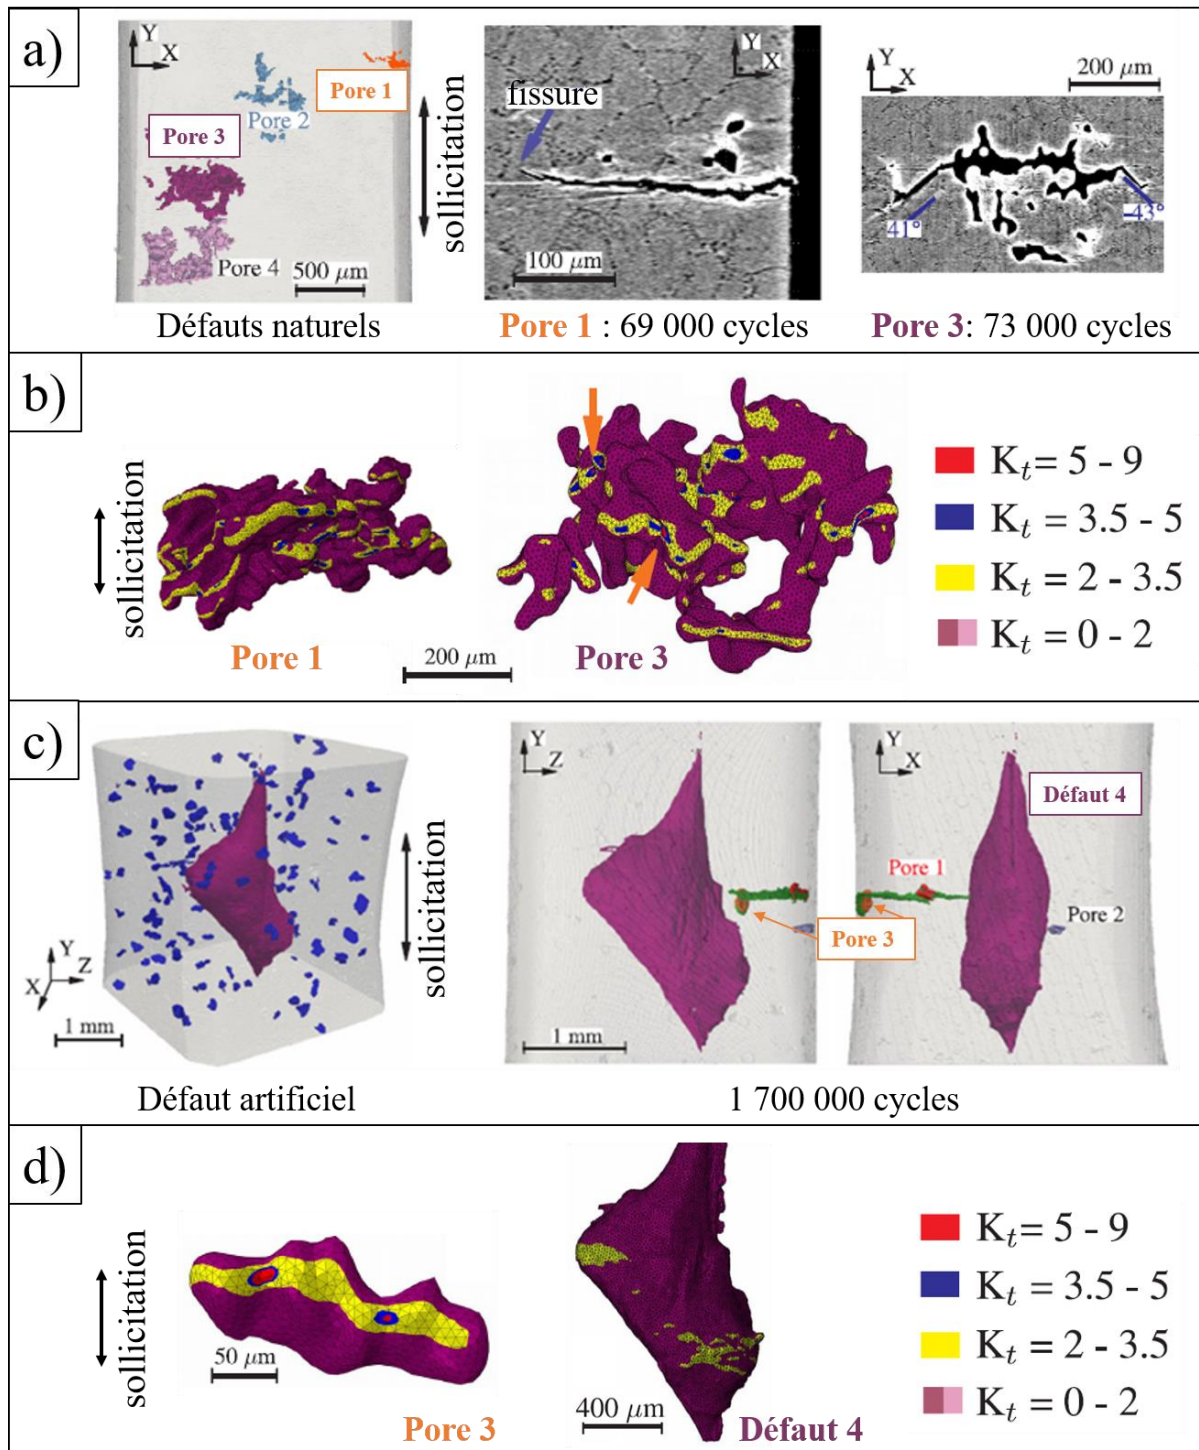 a)
Y
X
Pore 1
Pore 2
Pore 3
Pore 4
500 μm
sollicitation
Défauts naturels
fissure
Y
X
100 μm
Pore 1 : 69 000 cycles
Y
X
200 μm
41°
-43°
Pore 3: 73 000 cycles
b)
sollicitation
Pore 1
200 μm
Pore 3
Kt= 5 - 9
Kt = 3.5 - 5
Kt = 2 - 3.5
Kt = 0 - 2
c)
Y
Z
X
1 mm
sollicitation
Défaut artificiel
Y
Z
1 mm
Pore 3
Y
X
Défaut 4
Pore 1
Pore 2
1 700 000 cycles
d)
sollicitation
50 μm
Pore 3
400 μm
Défaut 4
Kt= 5 - 9
Kt = 3.5 - 5
Kt = 2 - 3.5
Kt = 0 - 2